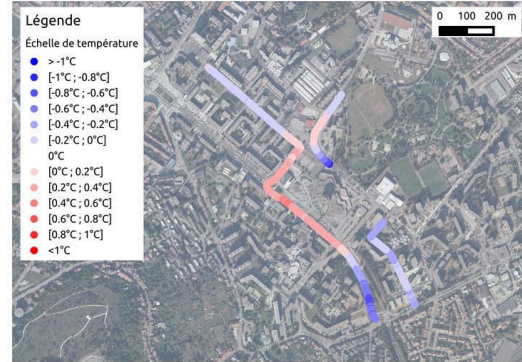 Légende
Échelle de température
> -1°C
[-1°C ; -0.8°C]
[-0.8°C ; -0.6°C]
[-0.6°C ; -0.4°C]
[-0.4°C ; -0.2°C]
[-0.2°C ; 0°C]
0°C
[0°C ; 0.2°C]
[0.2°C ; 0.4°C]
[0.4°C ; 0.6°C]
[0.6°C ; 0.8°C]
[0.8°C ; 1°C]
<1°C
0 100 200 m